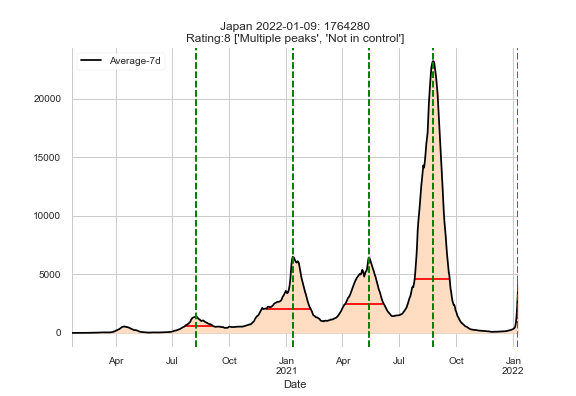 Japan 2022-01-09: 1764280
Rating:8 ['Multiple peaks', 'Not in control']
Average-7d
20000
15000
10000
5000
0
Apr
Jul
Oct
Jan
2021
Apr
Jul
Oct
Jan
2022
Date